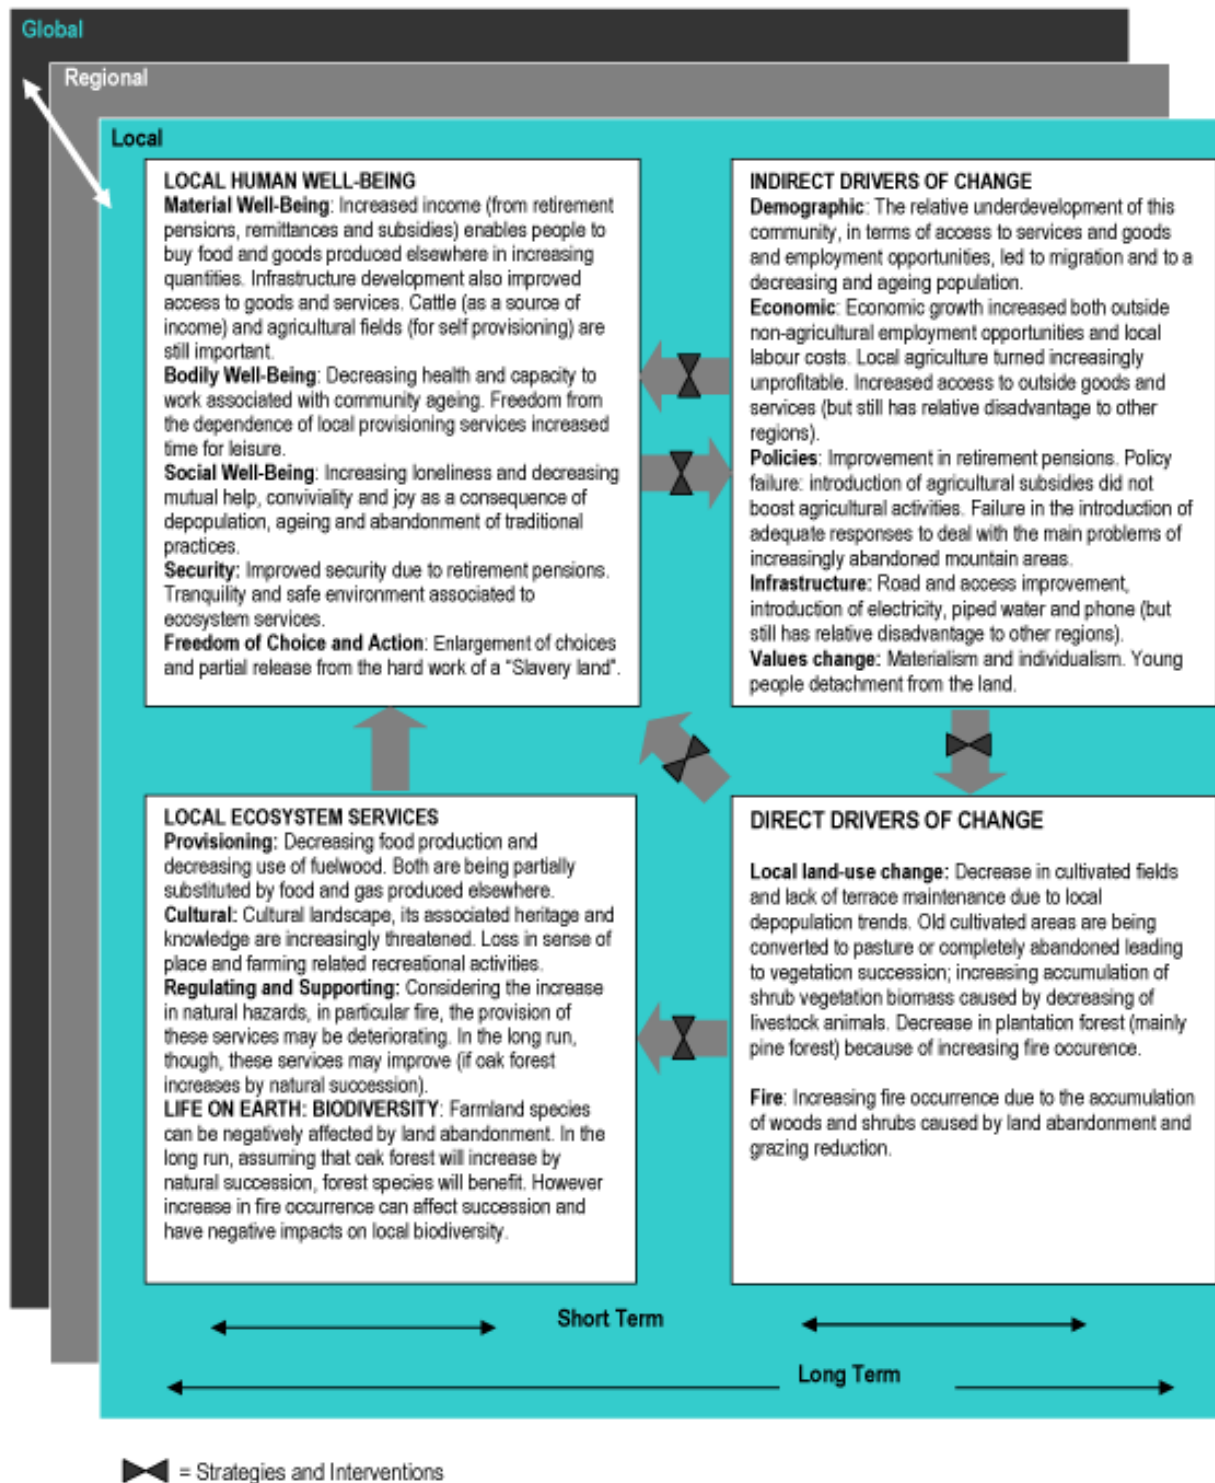 Global
Regional
Local
LOCAL HUMAN WELL-BEING
Material Well-Being: Increased income (from retirement
pensions, remittances and subsidies) enables people to
buy food and goods produced elsewhere in increasing
quantities. Infrastructure development also improved
access to goods and services. Cattle (as a source of
income) and agricultural fields (for self provisioning) are
still important.
Bodily Well-Being: Decreasing health and capacity to
work associated with community ageing. Freedom from
the dependence of local provisioning services increased
time for leisure.
Social Well-Being: Increasing loneliness and decreasing
mutual help, conviviality and joy as a consequence of
depopulation, ageing and abandonment of traditional
practices.
Security: Improved security due to retirement pensions.
Tranquility and safe environment associated to
ecosystem services.
Freedom of Choice and Action: Enlargement of choices
and partial release from the hard work of a “Slavery land”.
INDIRECT DRIVERS OF CHANGE
Demographic: The relative underdevelopment of this
community, in terms of access to services and goods
and employment opportunities, led to migration and to a
decreasing and ageing population.
Economic: Economic growth increased both outside
non-agricultural employment opportunities and local
labour costs. Local agriculture turned increasingly
unprofitable. Increased access to outside goods and
services (but still has relative disadvantage to other
regions).
Policies: Improvement in retirement pensions. Policy
failure: introduction of agricultural subsidies did not
boost agricultural activities. Failure in the introduction of
adequate responses to deal with the main problems of
increasingly abandoned mountain areas.
Infrastructure: Road and access improvement,
introduction of electricity, piped water and phone (but
still has relative disadvantage to other regions).
Values change: Materialism and individualism. Young
people detachment from the land.
LOCAL ECOSYSTEM SERVICES
Provisioning: Decreasing food production and
decreasing use of fuelwood. Both are being partially
substituted by food and gas produced elsewhere.
Cultural: Cultural landscape, its associated heritage and
knowledge are increasingly threatened. Loss in sense of
place and farming related recreational activities.
Regulating and Supporting: Considering the increase
in natural hazards, in particular fire, the provision of
these services may be deteriorating. In the long run,
though, these services may improve (if oak forest
increases by natural succession).
LIFE ON EARTH: BIODIVERSITY: Farmland species
can be negatively affected by land abandonment. In the
long run, assuming that oak forest will increase by
natural succession, forest species will benefit. However
increase in fire occurrence can affect succession and
have negative impacts on local biodiversity.
DIRECT DRIVERS OF CHANGE
Local land-use change: Decrease in cultivated fields
and lack of terrace maintenance due to local
depopulation trends. Old cultivated areas are being
converted to pasture or completely abandoned leading
to vegetation succession; increasing accumulation of
shrub vegetation biomass caused by decreasing of
livestock animals. Decrease in plantation forest (mainly
pine forest) because of increasing fire occurence.
Fire: Increasing fire occurrence due to the accumulation
of woods and shrubs caused by land abandonment and
grazing reduction.
Short Term
Long Term
= Strategies and Interventions